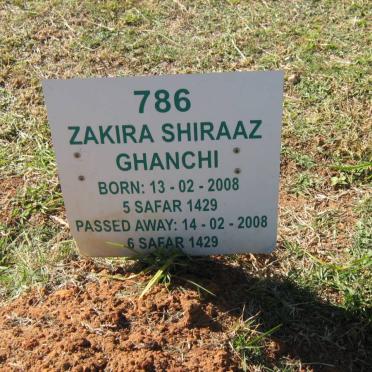 786
ZAKIRA SHIRAAZ
GHANCHI
BORN: 13 - 02 - 2008
5 SAFAR 1429
PASSED AWAY: 14 - 02 - 2008
6 SAFAR 1429